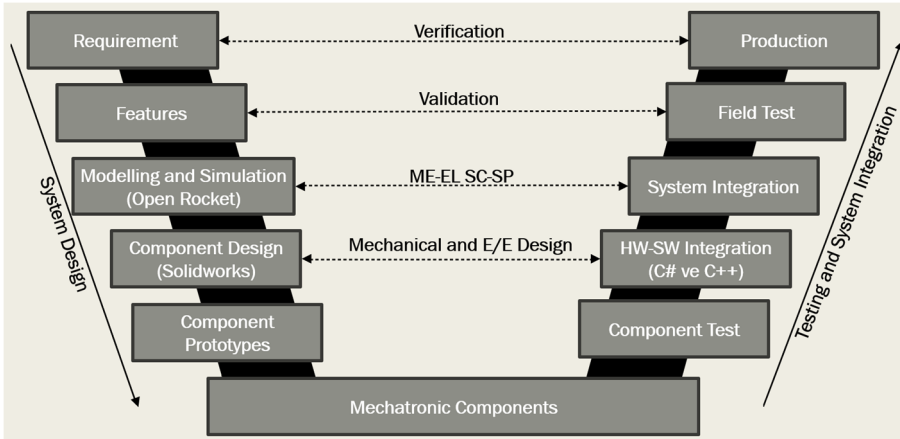 Requirement
Verification
Production
Features
Validation
Field Test
Modelling and Simulation
(Open Rocket)
ME-EL SC-SP
System Integration
Component Design
(Solidworks)
Mechanical and E/E Design
HW-SW Integration
(C# ve C++)
Component
Prototypes
Component Test
Mechatronic Components
System Design
Testing and System Integration